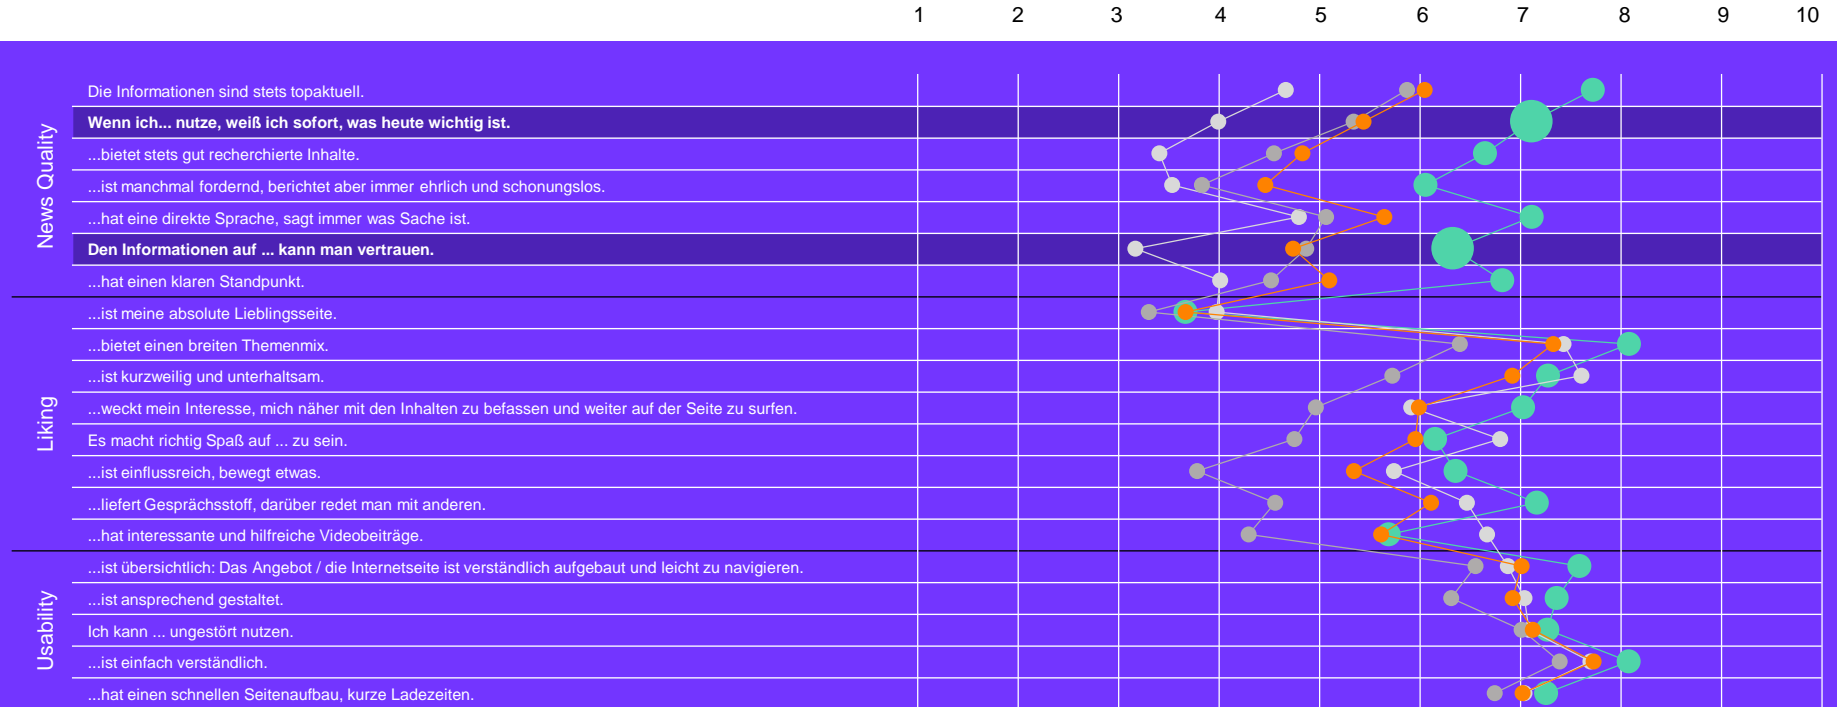 1 2 3 4 5 6 7 8 9 10
News Quality
Die Informationen sind stets topaktuell.
Wenn ich... nutze, weiß ich sofort, was heute wichtig ist.
...bietet stets gut recherchierte Inhalte.
...ist manchmal fordernd, berichtet aber immer ehrlich und schonungslos.
...hat eine direkte Sprache, sagt immer was Sache ist.
Den Informationen auf ... kann man vertrauen.
...hat einen klaren Standpunkt.
Liking
...ist meine absolute Lieblingsseite.
...bietet einen breiten Themenmix.
...ist kurzweilig und unterhaltsam.
...weckt mein Interesse, mich näher mit den Inhalten zu befassen und weiter auf der Seite zu surfen.
Es macht richtig Spaß auf ... zu sein.
...ist einflussreich, bewegt etwas.
...liefert Gesprächsstoff, darüber redet man mit anderen.
...hat interessante und hilfreiche Videobeiträge.
Usability
...ist übersichtlich: Das Angebot / die Internetseite ist verständlich aufgebaut und leicht zu navigieren.
...ist ansprechend gestaltet.
Ich kann ... ungestört nutzen.
...ist einfach verständlich.
...hat einen schnellen Seitenaufbau, kurze Ladezeiten.